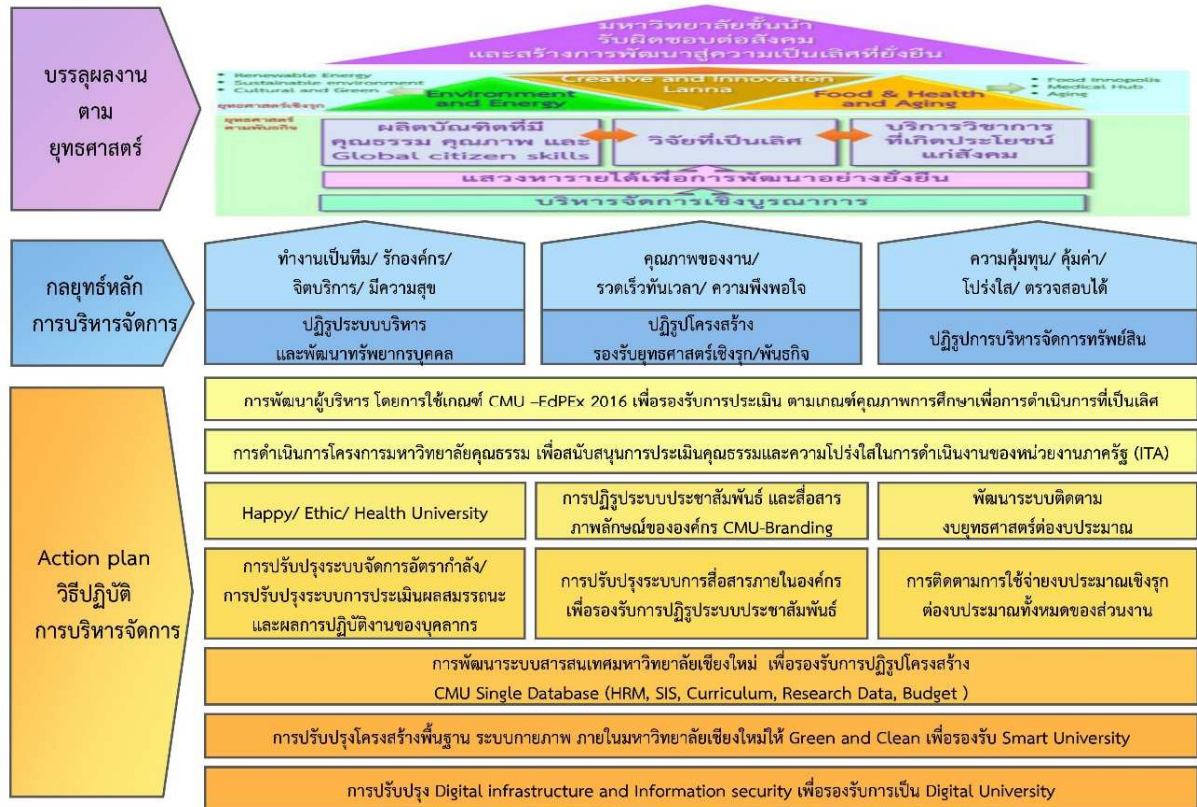 บรรลุผลงาน
ตาม
ยุทธศาสตร์
มหาวิทยาลัยชั้นนำ
รับผิดชอบต่อสังคม
และสร้างการพัฒนาสู่ความเป็นเลิศที่ยั่งยืน
• Renewable Energy
• Sustainable environment
• Cultural and Green
Environment
and Energy
Creative and Innovation
Lanna
Food & Health
and Aging
• Food Innopolis
• Medical Hub
• Aging
ยุทธศาสตร์เชิงรุก
ยุทธศาสตร์
ตามพันธกิจ
ผลิตบัณฑิตที่มี
คุณธรรม คุณภาพ และ
Global citizen skills
วิจัยที่เป็นเลิศ
บริการวิชาการ
ที่เกิดประโยชน์
แก่สังคม
แสวงหารายได้เพื่อการพัฒนาอย่างยั่งยืน
บริหารจัดการเชิงบูรณาการ
กลยุทธ์หลัก
การบริหารจัดการ
ทำงานเป็นทีม/ รักองค์กร/
จิตบริการ/ มีความสุข
ปฏิรูประบบบริหาร
และพัฒนาทรัพยากรบุคคล
คุณภาพของงาน/
รวดเร็วทันเวลา/ ความพึงพอใจ
ปฏิรูปโครงสร้าง
รองรับยุทธศาสตร์เชิงรุก/พันธกิจ
ความคุ้มทุน/ คุ้มค่า/
โปร่งใส/ ตรวจสอบได้
ปฏิรูปการบริหารจัดการทรัพย์สิน
Action plan
วิธีปฏิบัติ
การบริหารจัดการ
การพัฒนาผู้บริหาร โดยการใช้เกณฑ์ CMU –EdPEx 2016 เพื่อรองรับการประเมิน ตามเกณฑ์คุณภาพการศึกษาเพื่อการดำเนินการที่เป็นเลิศ
การดำเนินการโครงการมหาวิทยาลัยคุณธรรม เพื่อสนับสนุนการประเมินคุณธรรมและความโปร่งใสในการดำเนินงานของหน่วยงานภาครัฐ (ITA)
Happy/ Ethic/ Health University
การปฏิรูประบบประชาสัมพันธ์ และสื่อสาร
ภาพลักษณ์ขององค์กร CMU-Branding
พัฒนาระบบติดตาม
งบยุทธศาสตร์ต่องบประมาณ
การปรับปรุงระบบจัดการอัตรากำลัง/
การปรับปรุงระบบการประเมินผลสมรรถนะ
และผลการปฏิบัติงานของบุคลากร
การปรับปรุงระบบการสื่อสารภายในองค์กร
เพื่อรองรับการปฏิรูประบบประชาสัมพันธ์
การติดตามการใช้จ่ายงบประมาณเชิงรุก
ต่องบประมาณทั้งหมดของส่วนงาน
การพัฒนาระบบสารสนเทศมหาวิทยาลัยเชียงใหม่ เพื่อรองรับการปฏิรูปโครงสร้าง
CMU Single Database (HRM, SIS, Curriculum, Research Data, Budget )
การปรับปรุงโครงสร้างพื้นฐาน ระบบกายภาพ ภายในมหาวิทยาลัยเชียงใหม่ให้ Green and Clean เพื่อรองรับ Smart University
การปรับปรุง Digital infrastructure and Information security เพื่อรองรับการเป็น Digital University